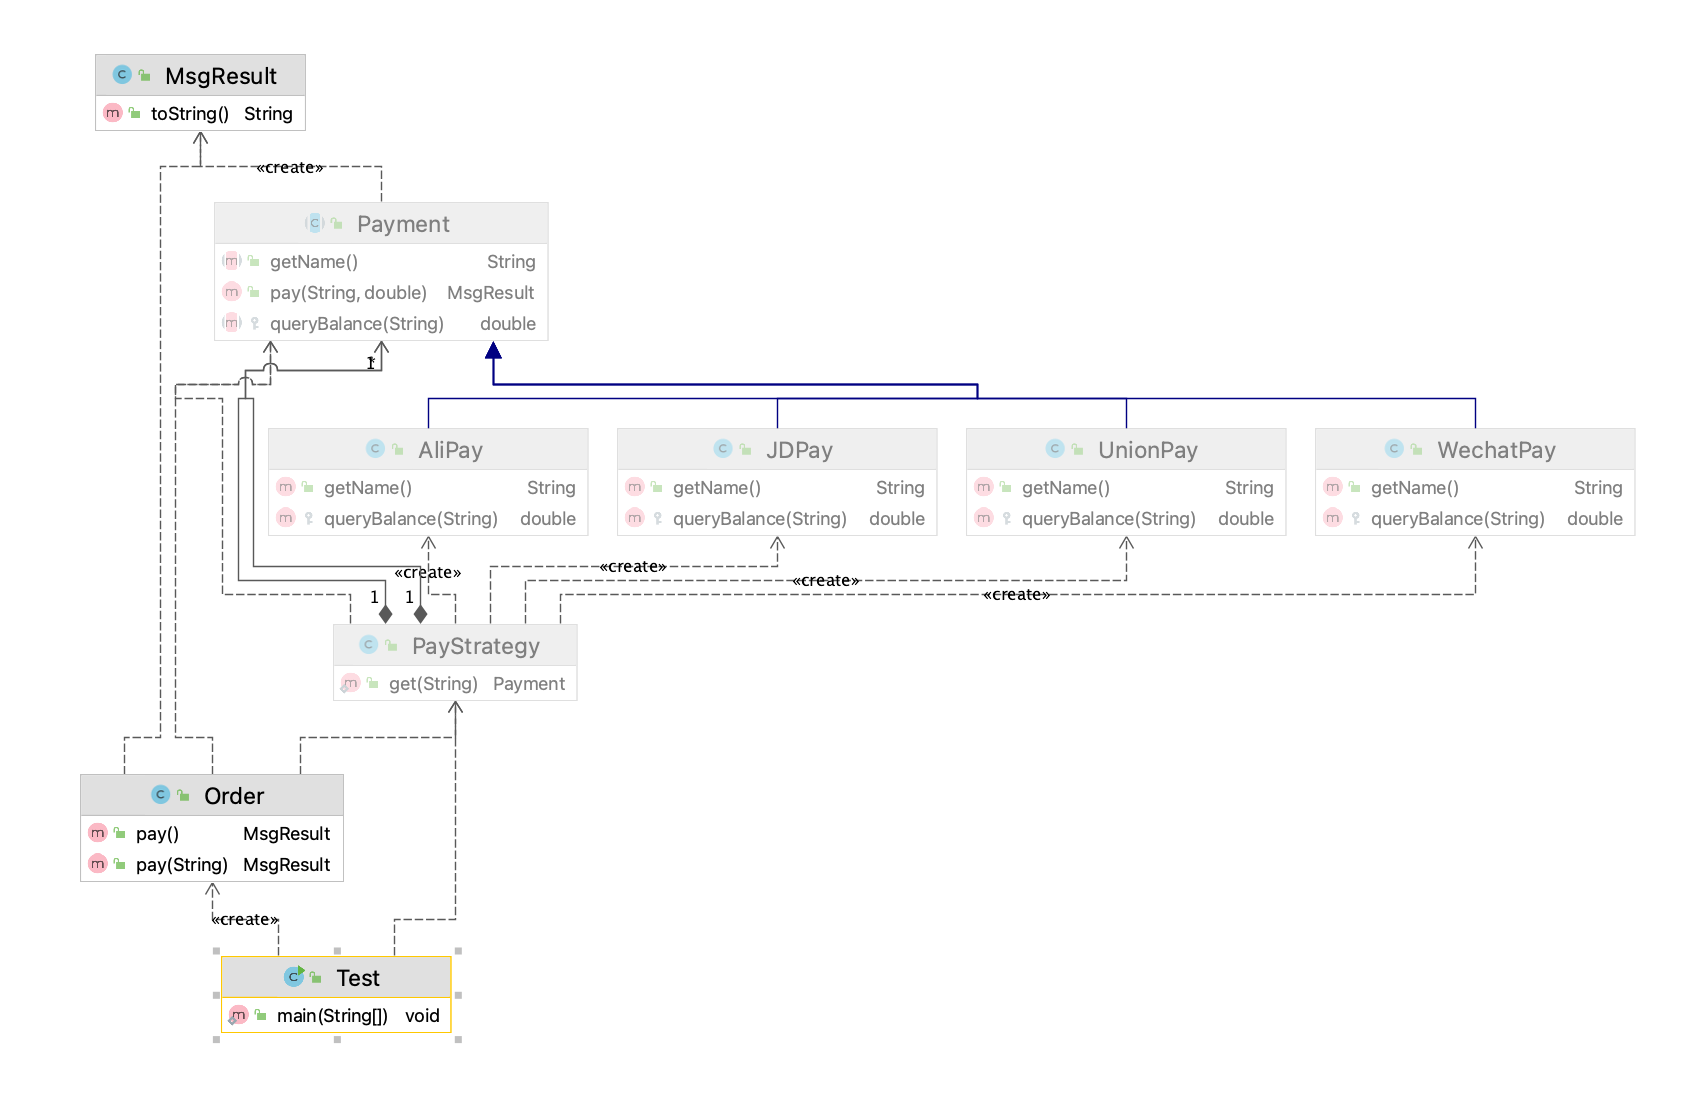 MsgResult
toString() String
«create»
Payment
getName() String
pay(String, double) MsgResult
queryBalance(String) double
1 *
AliPay
getName() String
queryBalance(String) double
JDPay
getName() String
queryBalance(String) double
UnionPay
getName() String
queryBalance(String) double
WechatPay
getName() String
queryBalance(String) double
«create»
«create»
«create»
«create»
1 1
PayStrategy
get(String) Payment
Order
pay() MsgResult
pay(String) MsgResult
«create»
Test
main(String[]) void